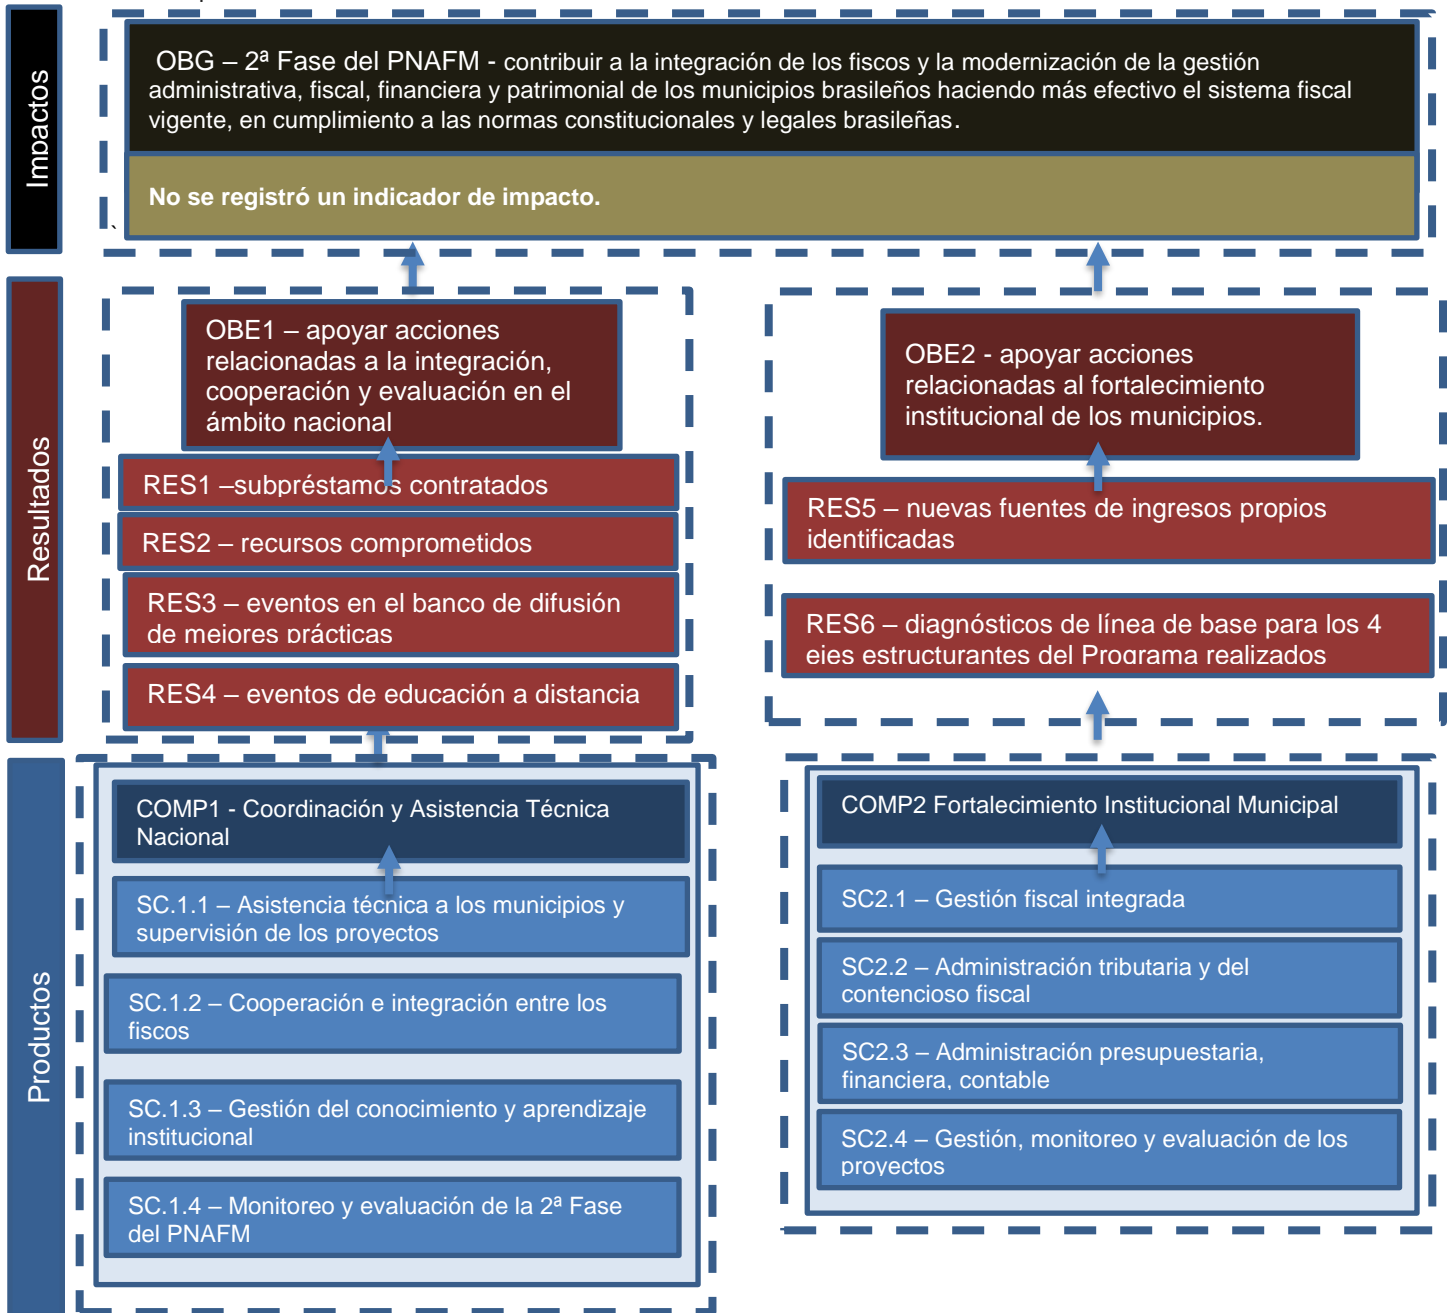 Impactos
OBG – 2ª Fase del PNAFM - contribuir a la integración de los fiscos y la modernización de la gestión
administrativa, fiscal, financiera y patrimonial de los municipios brasileños haciendo más efectivo el sistema fiscal
vigente, en cumplimiento a las normas constitucionales y legales brasileñas.
No se registró un indicador de impacto.
`
Resultados
OBE1 – apoyar acciones
relacionadas a la integración,
cooperación y evaluación en el
ámbito nacional
RES1 –subpréstamos contratados
RES2 – recursos comprometidos
RES3 – eventos en el banco de difusión
de mejores prácticas
RES4 – eventos de educación a distancia
OBE2 - apoyar acciones
relacionadas al fortalecimiento
institucional de los municipios.
RES5 – nuevas fuentes de ingresos propios
identificadas
RES6 – diagnósticos de línea de base para los 4
ejes estructurantes del Programa realizados
Productos
COMP1 - Coordinación y Asistencia Técnica
Nacional
SC.1.1 – Asistencia técnica a los municipios y
supervisión de los proyectos
SC.1.2 – Cooperación e integración entre los
fiscos
SC.1.3 – Gestión del conocimiento y aprendizaje
institucional
SC.1.4 – Monitoreo y evaluación de la 2ª Fase
del PNAFM
COMP2 Fortalecimiento Institucional Municipal
SC2.1 – Gestión fiscal integrada
SC2.2 – Administración tributaria y del
contencioso fiscal
SC2.3 – Administración presupuestaria,
financiera, contable
SC2.4 – Gestión, monitoreo y evaluación de los
proyectos